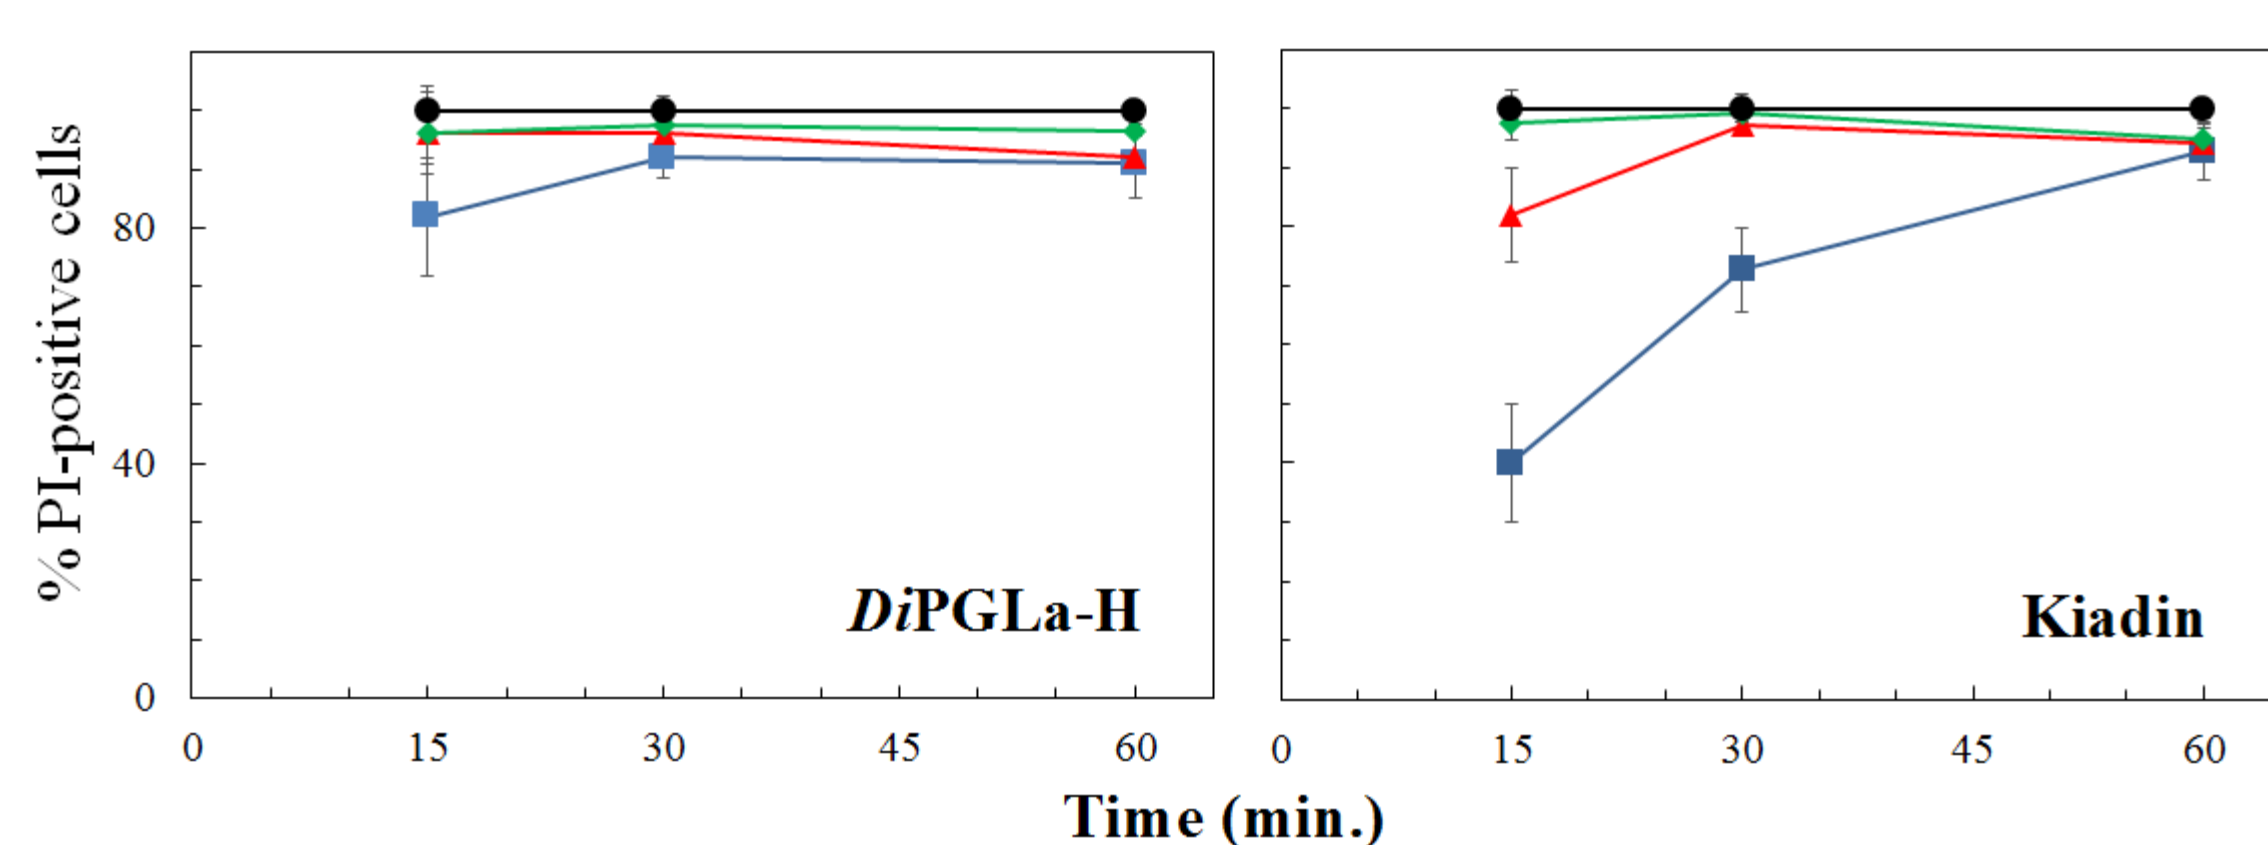 % PI-positive cells
80
40
0
DiPGLa-H
Kiadin
0 15 30 45 60
0 15 30 45 60
Time (min.)